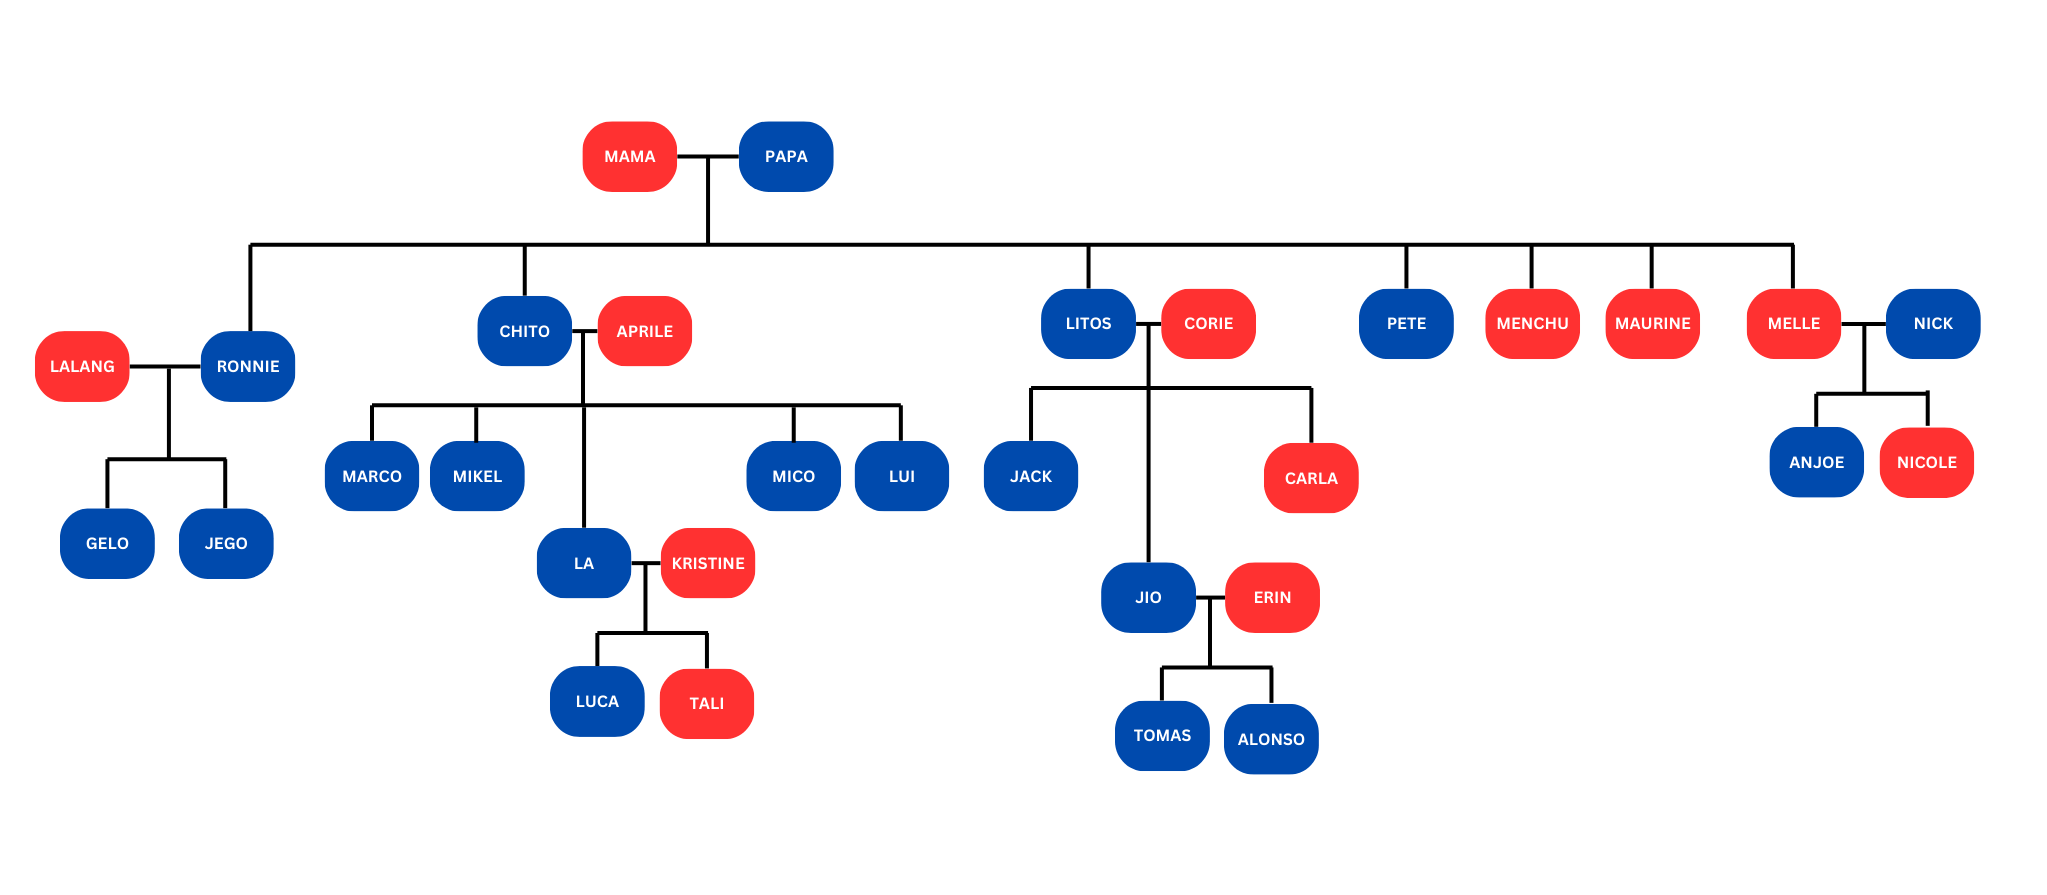 MAMA
PAPA
CHITO
APRILE
LITOS
CORIE
PETE
MENCHU
MAURINE
MELLE
NICK
LALANG
RONNIE
MARCO
MIKEL
MICO
LUI
JACK
CARLA
ANJOE
NICOLE
GELO
JEGO
LA
KRISTINE
JIO
ERIN
LUCA
TALI
TOMAS
ALONSO